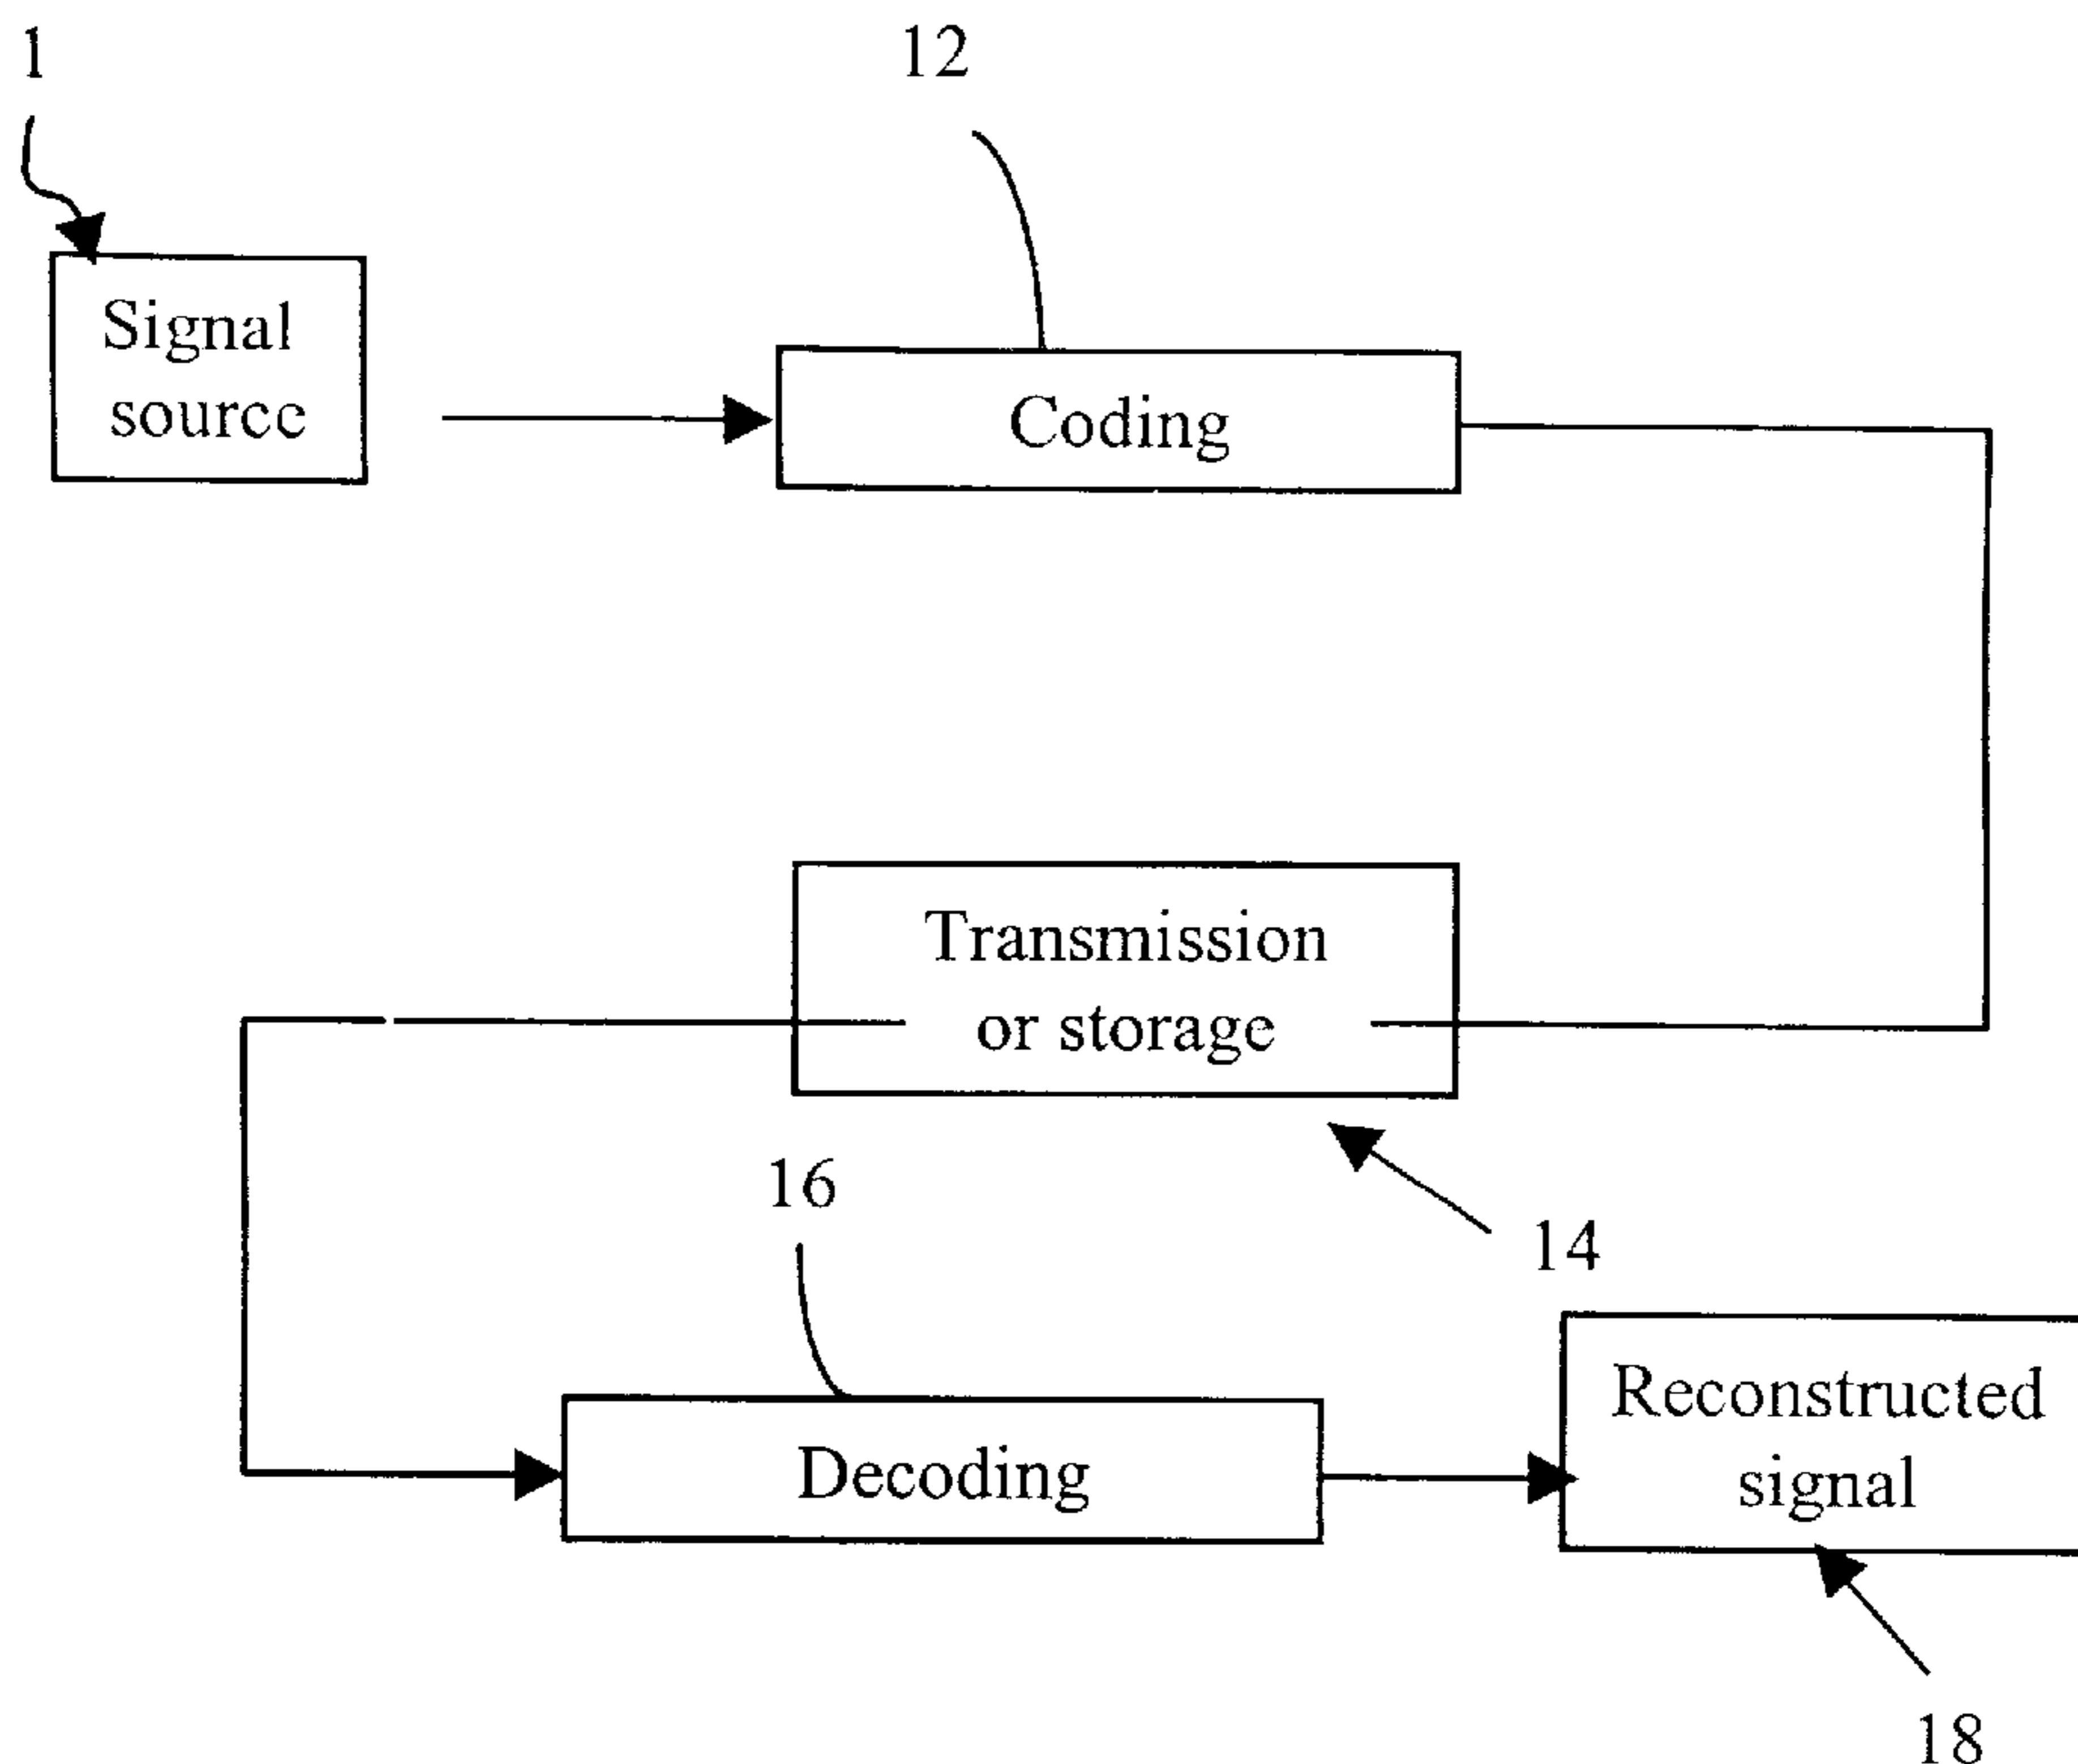 1
12
Signal
source
Coding
Transmission
or storage
16
14
Reconstructed
signal
Decoding
18